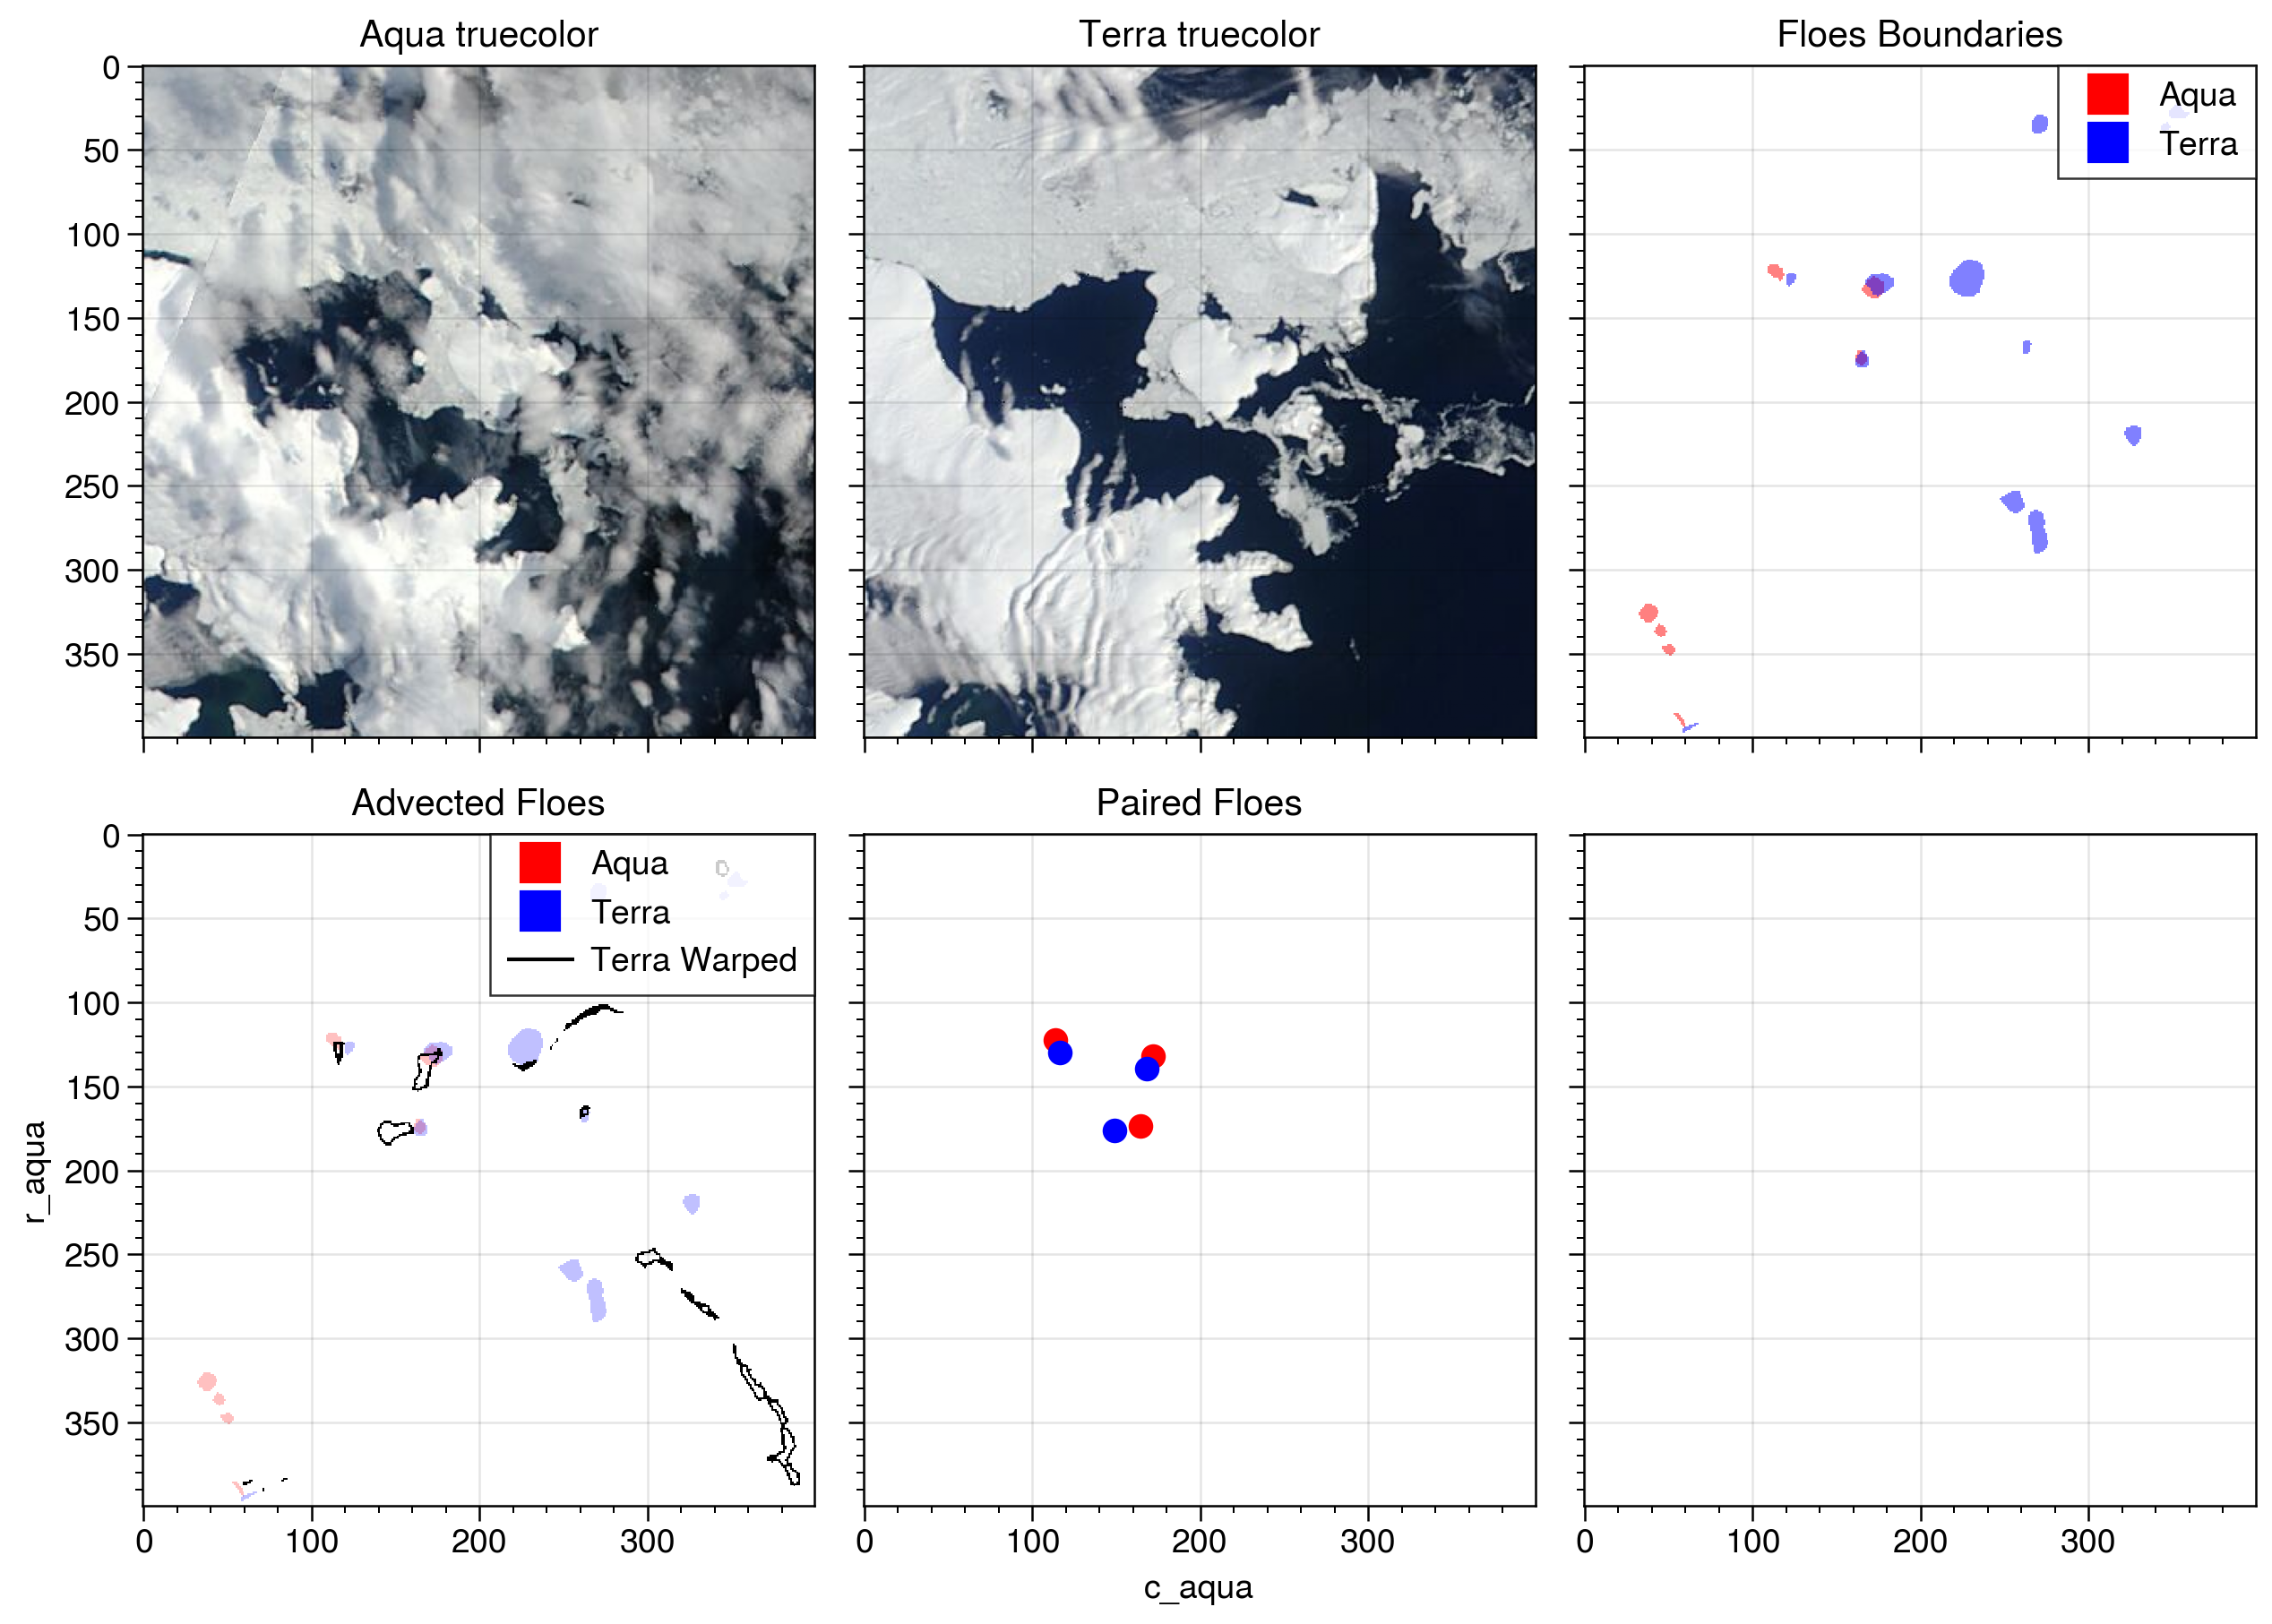 Aqua truecolor
Terra truecolor
Floes Boundaries
0
50
100
150
200
250
300
350
Aqua
Terra
Advected Floes
Paired Floes
0
50
100
150
200
250
300
350
Aqua
Terra
Terra Warped
r_aqua
0 100 200 300
0 100 200 300
0 100 200 300
c_aqua